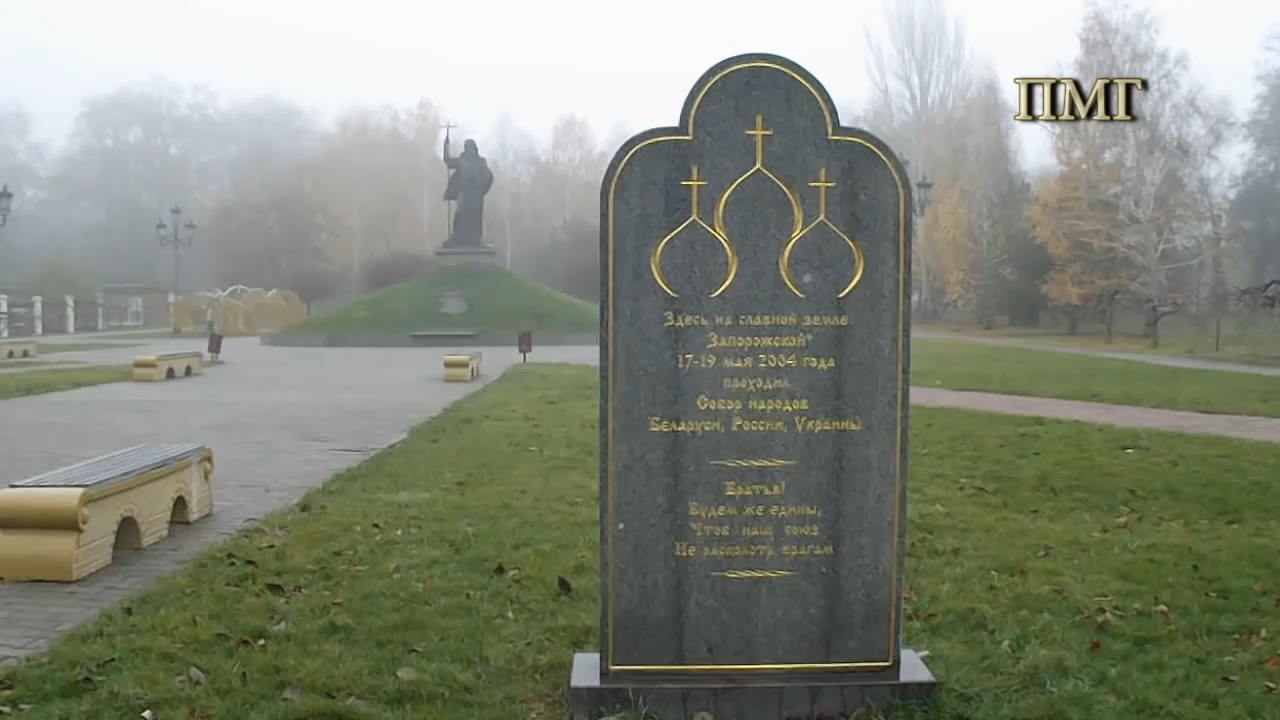 ПМГ
Здесь на славной земле
Запорожской
17-19 мая 2004 года
проходил
Собор народов
Беларуси, России, Украины
Братья!
Будем же едины,
Чтоб наш союз
Не расколоть врагам